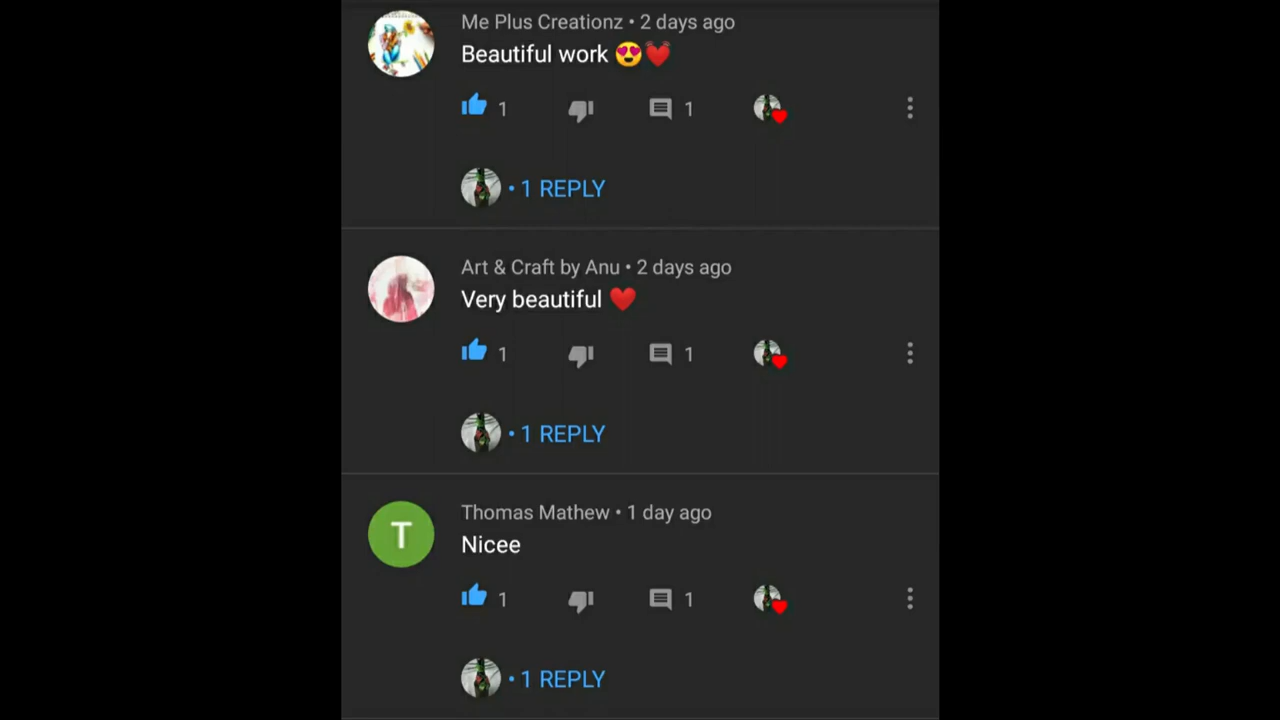 Me Plus Creationz • 2 days ago
Beautiful work 😍💓
1 1
• 1 REPLY
Art & Craft by Anu • 2 days ago
Very beautiful ❤️
1 1
• 1 REPLY
T
Thomas Mathew • 1 day ago
Nicee
1 1
• 1 REPLY